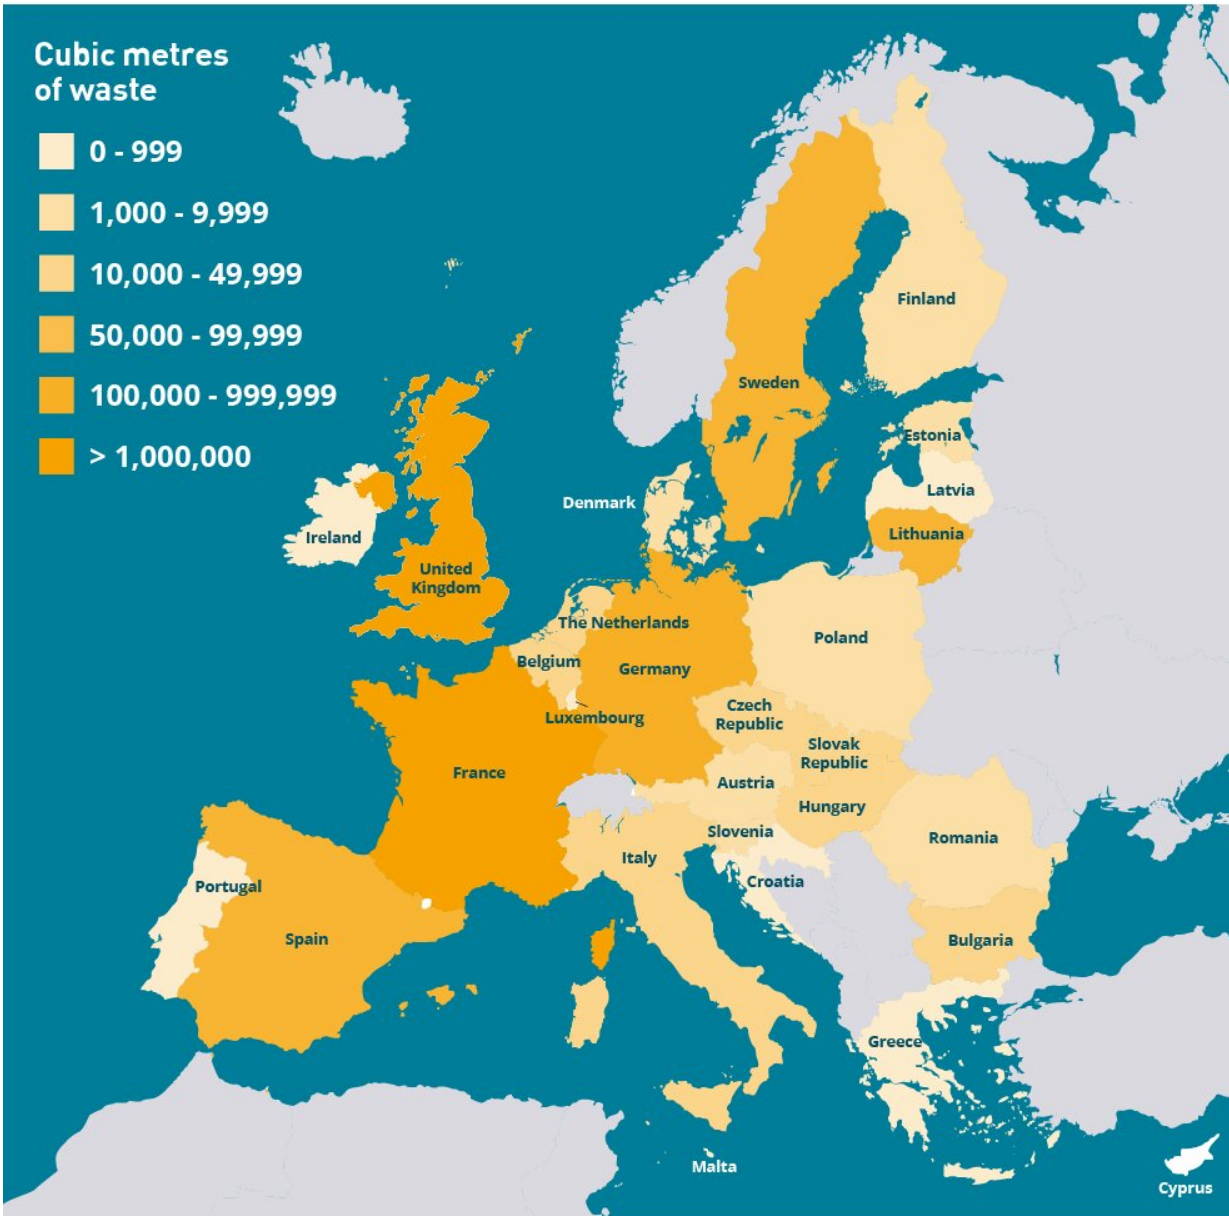 Cubic metres
of waste
0 - 999
1,000 - 9,999
10,000 - 49,999
50,000 - 99,999
100,000 - 999,999
> 1,000,000
Finland
Sweden
Estonia
Latvia
Denmark
Lithuania
Ireland
United
Kingdom
The Netherlands
Poland
Belgium
Germany
Luxembourg
Czech
Republic
Slovak
Republic
France
Austria
Hungary
Slovenia
Romania
Italy
Croatia
Portugal
Spain
Bulgaria
Greece
Malta
Cyprus